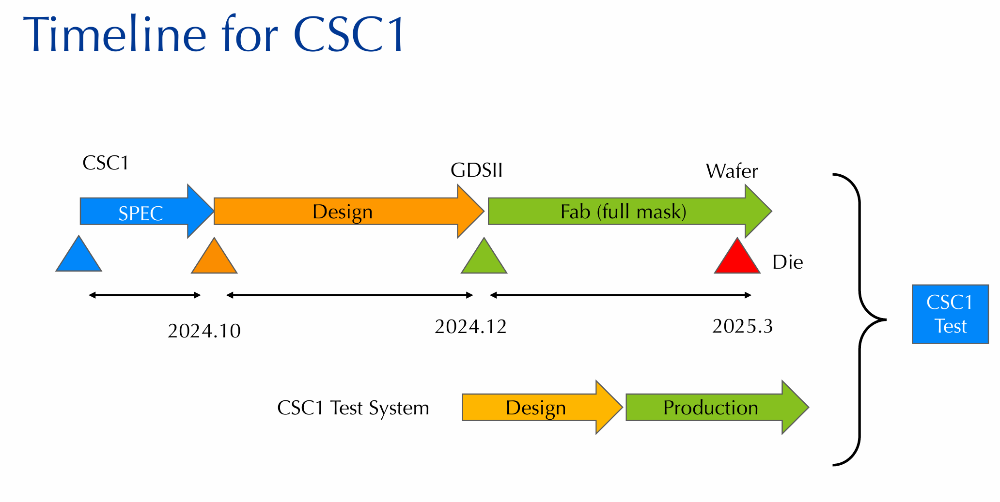 Timeline for CSC1
CSC1
GDSII
Wafer
SPEC
Design
Fab (full mask)
Die
2024.10
2024.12
2025.3
CSC1
Test
CSC1 Test System
Design
Production